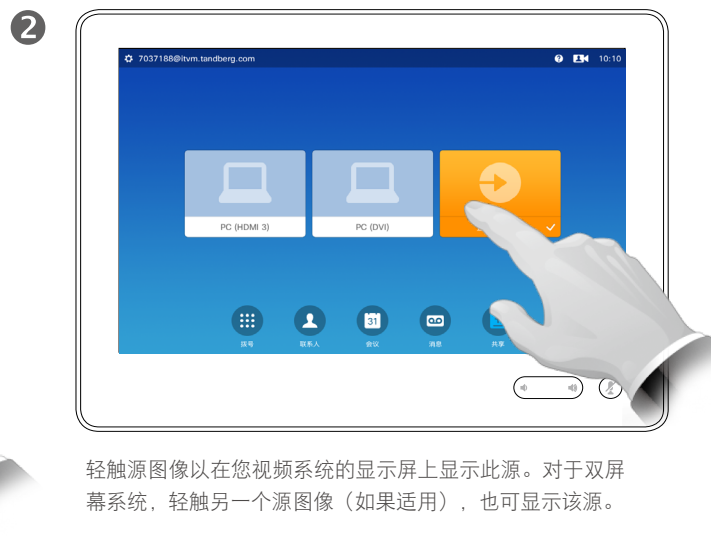 2
7037188@itvm.tandberg.com
? 10:10
PC (HDMI 3)
PC (DVI)
31
拨号
联系人
会议
消息
共享
轻触源图像以在您视频系统的显示屏上显示此源。对于双屏
幕系统，轻触另一个源图像（如果适用），也可显示该源。